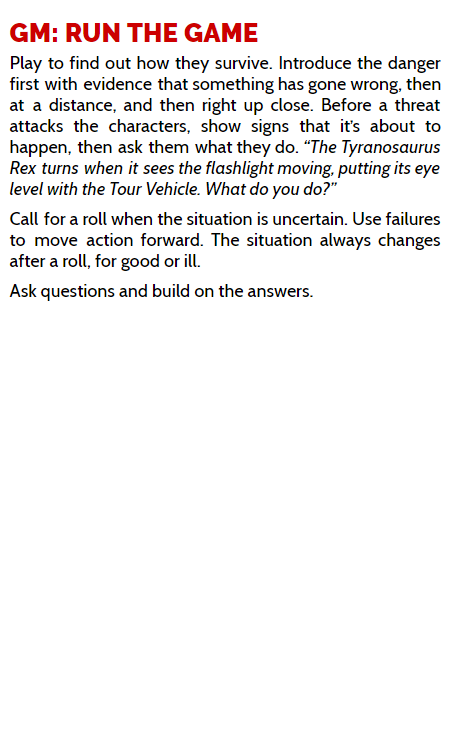 GM: RUN THE GAME
Play to find out how they survive. Introduce the danger
first with evidence that something has gone wrong, then
at a distance, and then right up close. Before a threat
attacks the characters, show signs that it's about to
happen, then ask them what they do. “The Tyranosaurus
Rex turns when it sees the flashlight moving, putting its eye
level with the Tour Vehicle. What do you do?”
Call for a roll when the situation is uncertain. Use failures
to move action forward. The situation always changes
after a roll, for good or ill.
Ask questions and build on the answers.